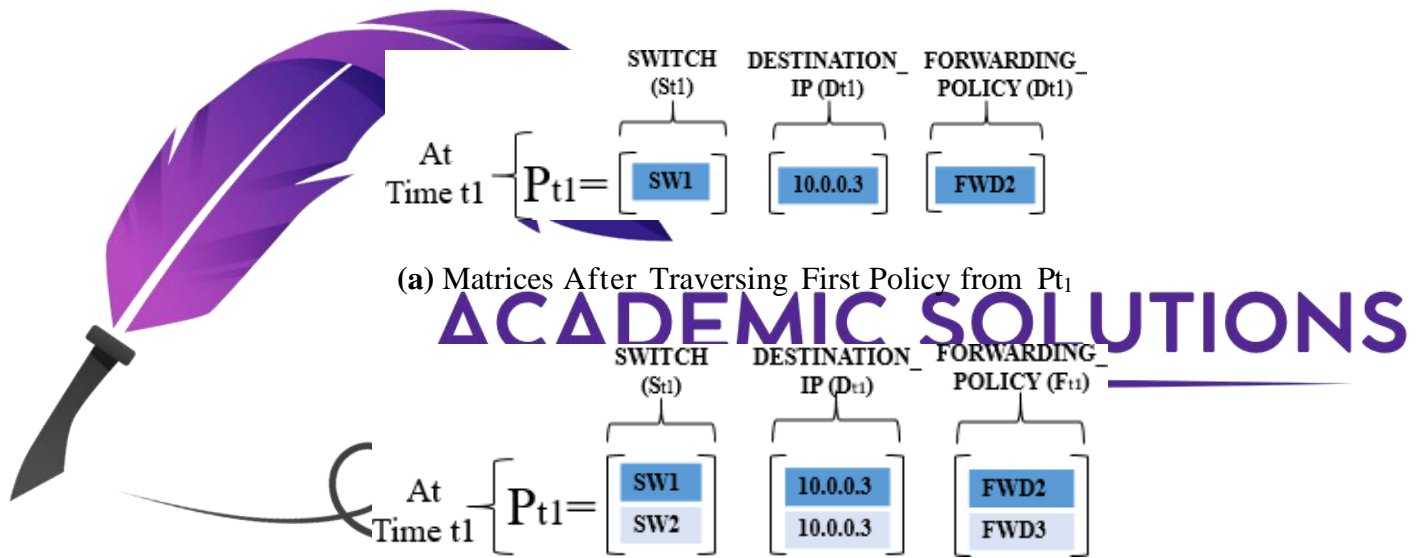 SWITCH DESTINATION_ FORWARDING_
(St1) IP (Dt1) POLICY (Dt1)
At
Time t1 Pt1= SW1 10.0.0.3 FWD2
(a) Matrices After Traversing First Policy from Pt1
ACADEMIC SOLUTIONS
SWITCH DESTINATION_ FORWARDING_
(St1) IP (Dt1) POLICY (Ft1)
At
Time t1 Pt1= SW1 10.0.0.3 FWD2
SW2 10.0.0.3 FWD3